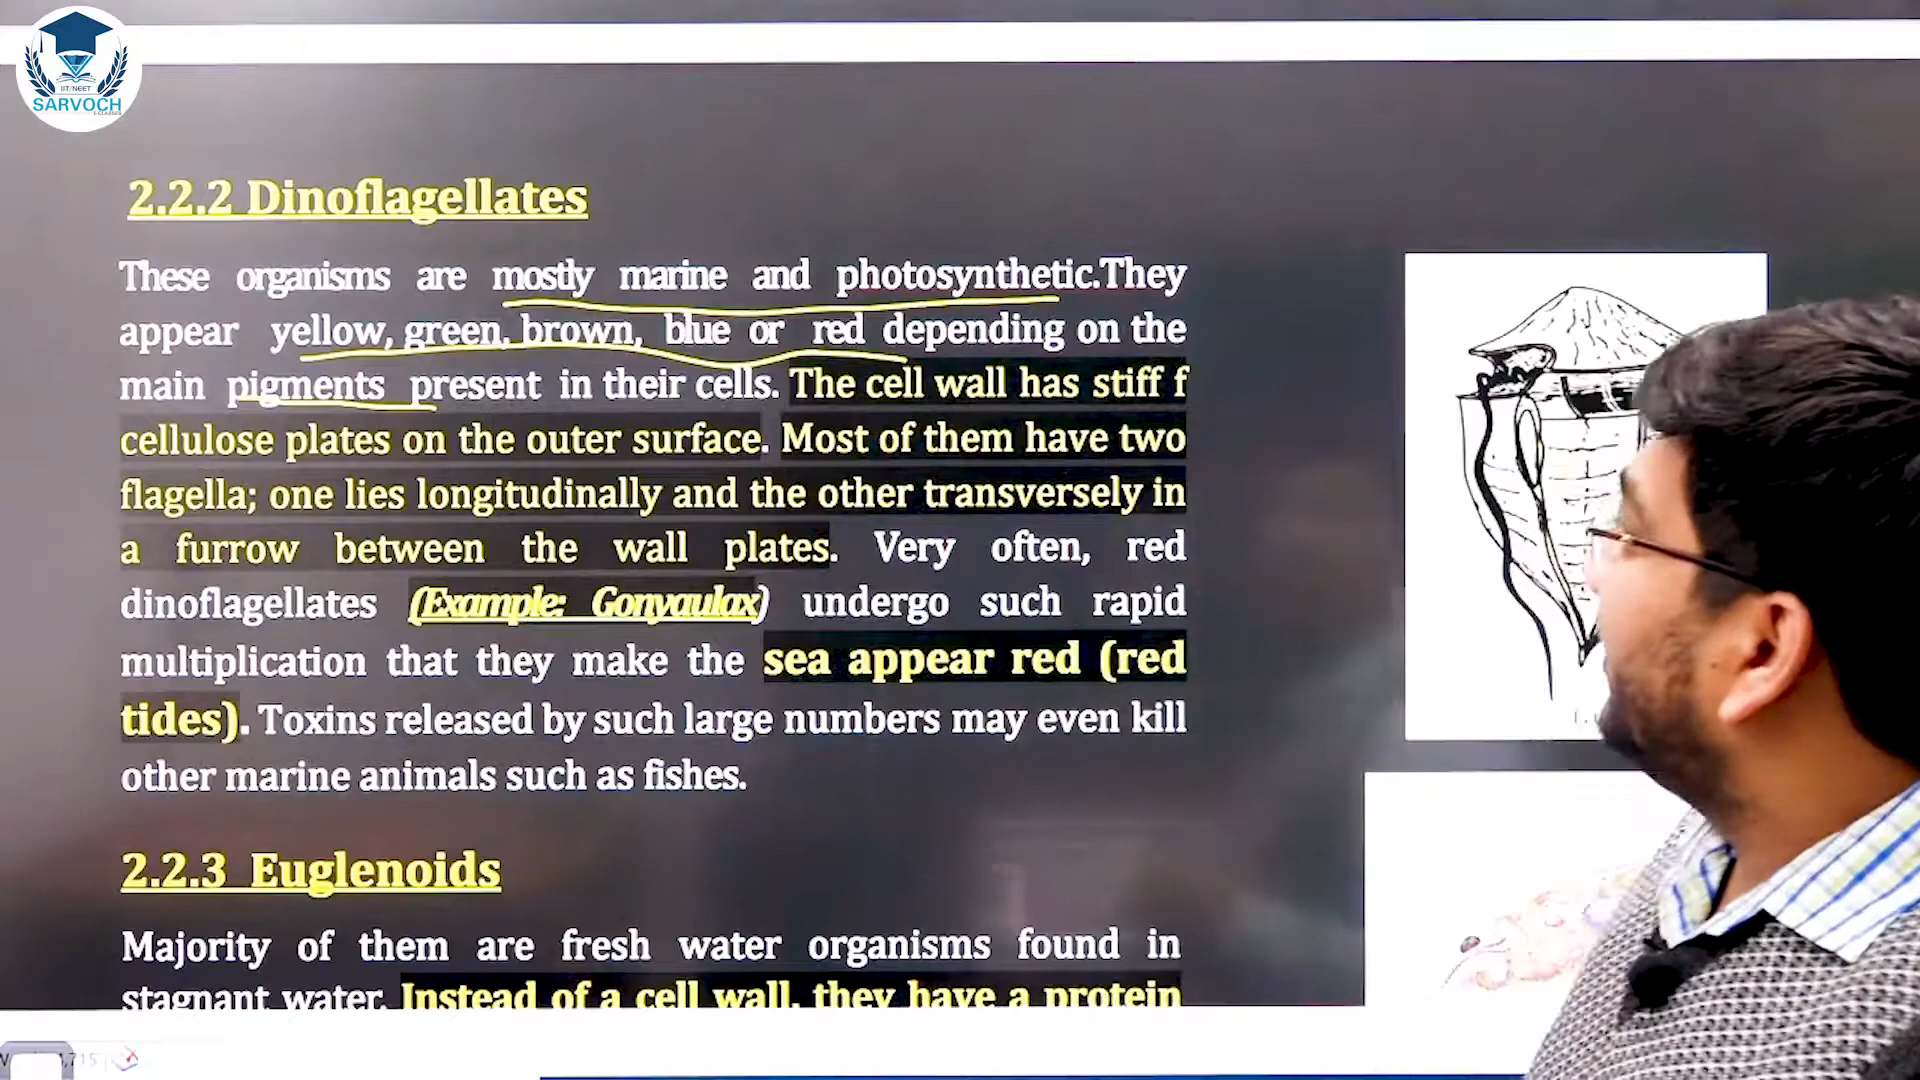 IIT/NEET
SARVOCH
E-CLASSES
2.2.2 Dinoflagellates
These organisms are mostly marine and photosynthetic.They
appear yellow, green, brown, blue or red depending on the
main pigments present in their cells. The cell wall has stiff f
cellulose plates on the outer surface. Most of them have two
flagella; one lies longitudinally and the other transversely in
a furrow between the wall plates. Very often, red
dinoflagellates (Example: Gonyaulax) undergo such rapid
multiplication that they make the sea appear red (red
tides). Toxins released by such large numbers may even kill
other marine animals such as fishes.
2.2.3 Euglenoids
Majority of them are fresh water organisms found in
stagnant water. Instead of a cell wall, they have a protein